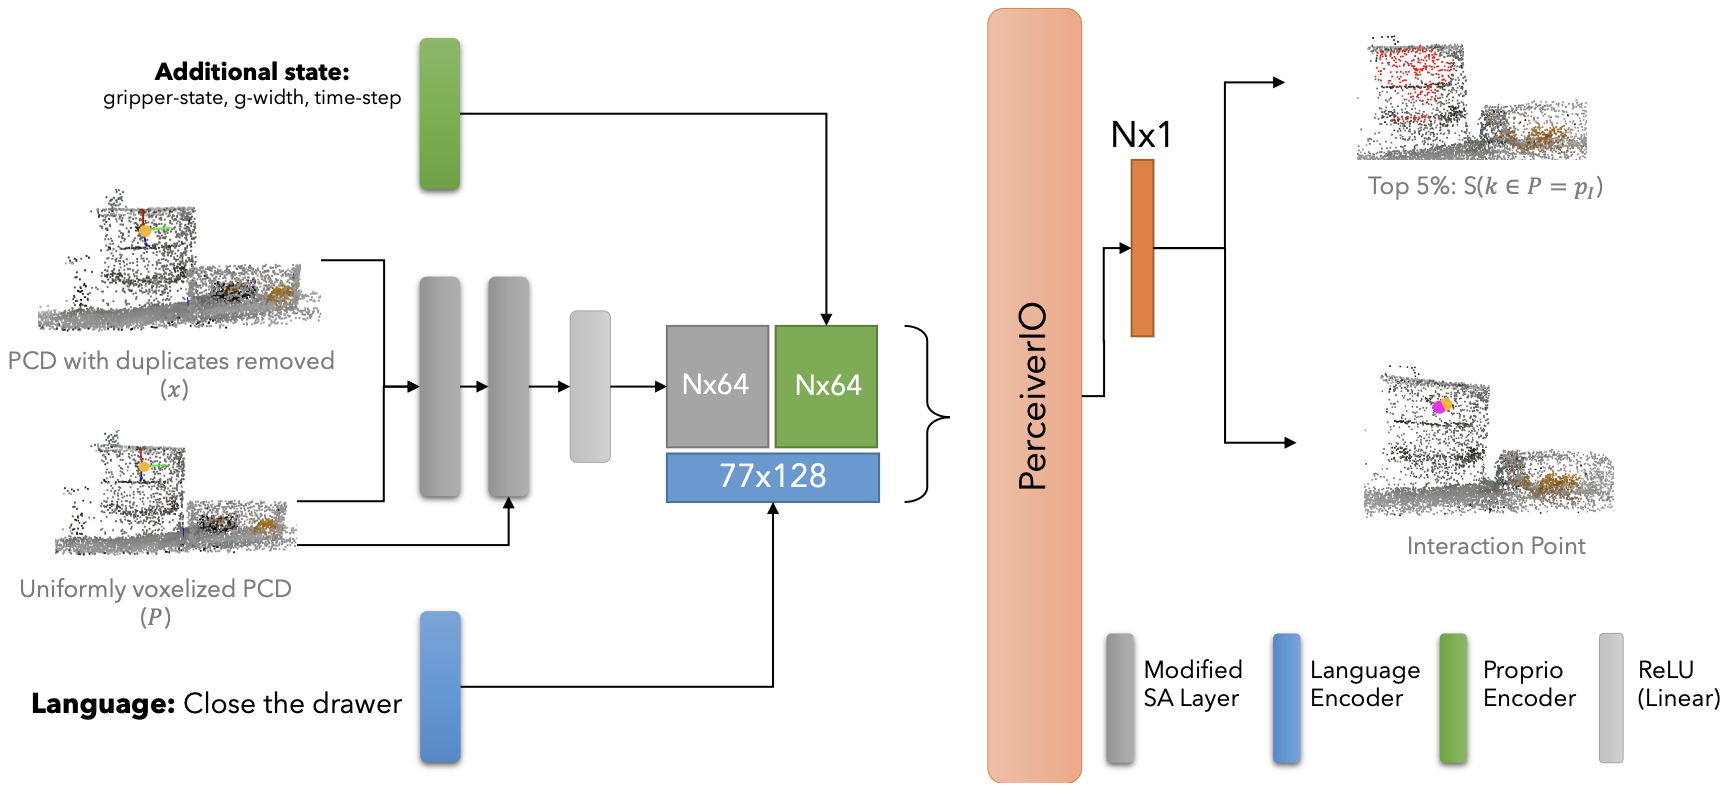 Additional state:
gripper-state, g-width, time-step
PCD with duplicates removed
(x)
Uniformly voxelized PCD
(P)
Language: Close the drawer
Nx64
Nx64
77x128
PerceiverIO
Nx1
Top 5%: S(k ∈ P = p_I)
Interaction Point
Modified
SA Layer
Language
Encoder
Proprio
Encoder
ReLU
(Linear)